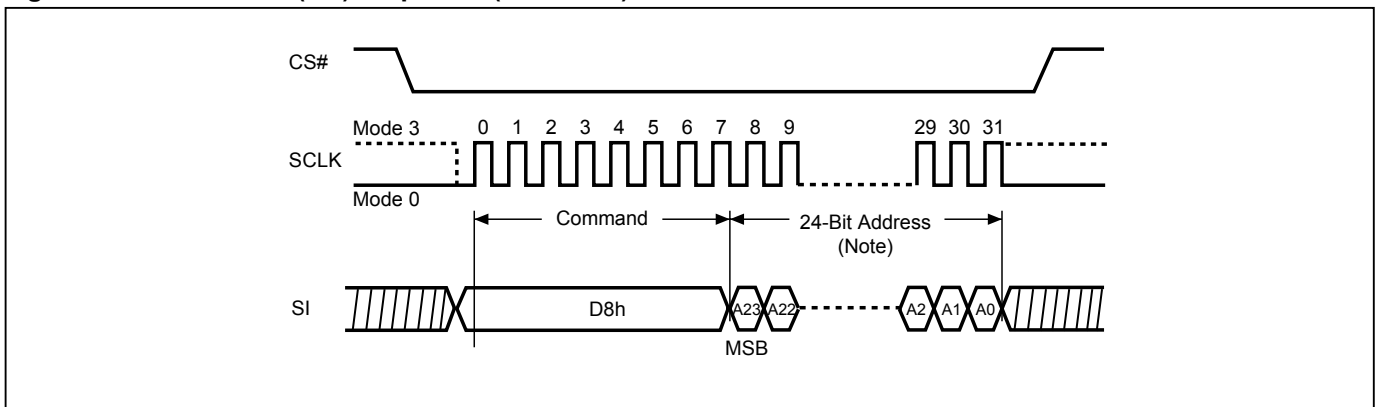 CS#
Mode 3
0 1 2 3 4 5 6 7 8 9 29 30 31
SCLK
Mode 0
Command
24-Bit Address
(Note)
SI
D8h
A23 A22 A2 A1 A0
MSB